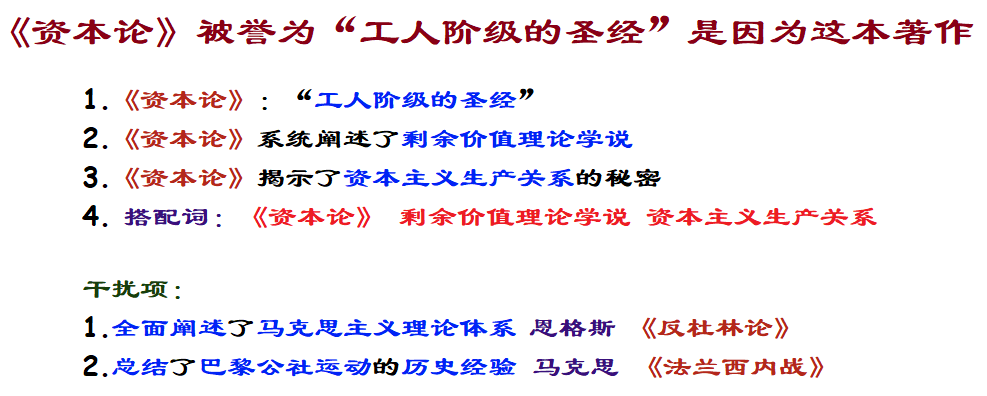 《资本论》被誉为“工人阶级的圣经”是因为这本著作
1.《资本论》：“工人阶级的圣经”
2.《资本论》系统阐述了剩余价值理论学说
3.《资本论》揭示了资本主义生产关系的秘密
4. 搭配词：《资本论》 剩余价值理论学说 资本主义生产关系
干扰项：
1.全面阐述了马克思主义理论体系 恩格斯 《反杜林论》
2.总结了巴黎公社运动的历史经验 马克思 《法兰西内战》